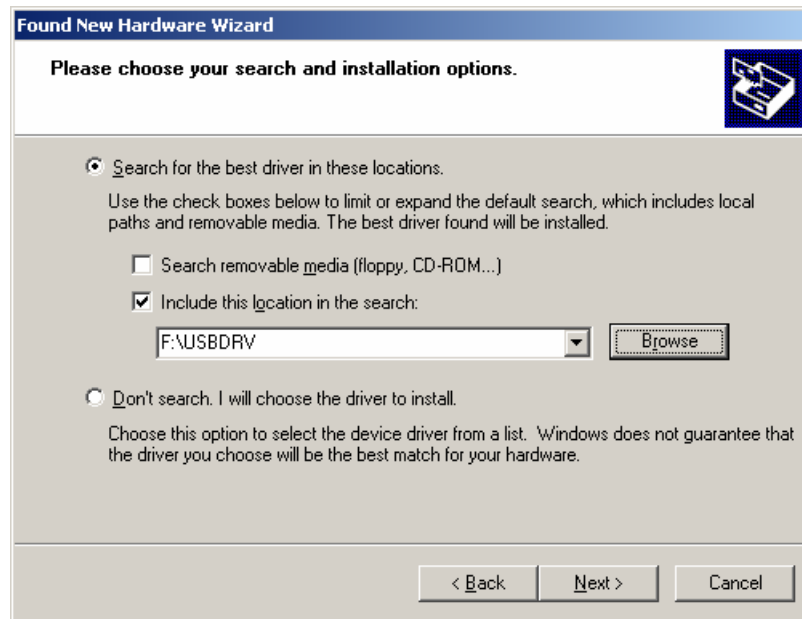 Found New Hardware Wizard
Please choose your search and installation options.
Search for the best driver in these locations.
Use the check boxes below to limit or expand the default search, which includes local
paths and removable media. The best driver found will be installed.
Search removable media (floppy, CD-ROM...)
Include this location in the search:
F:\USBDRV
Browse
Don't search. I will choose the driver to install.
Choose this option to select the device driver from a list. Windows does not guarantee that
the driver you choose will be the best match for your hardware.
< Back Next > Cancel